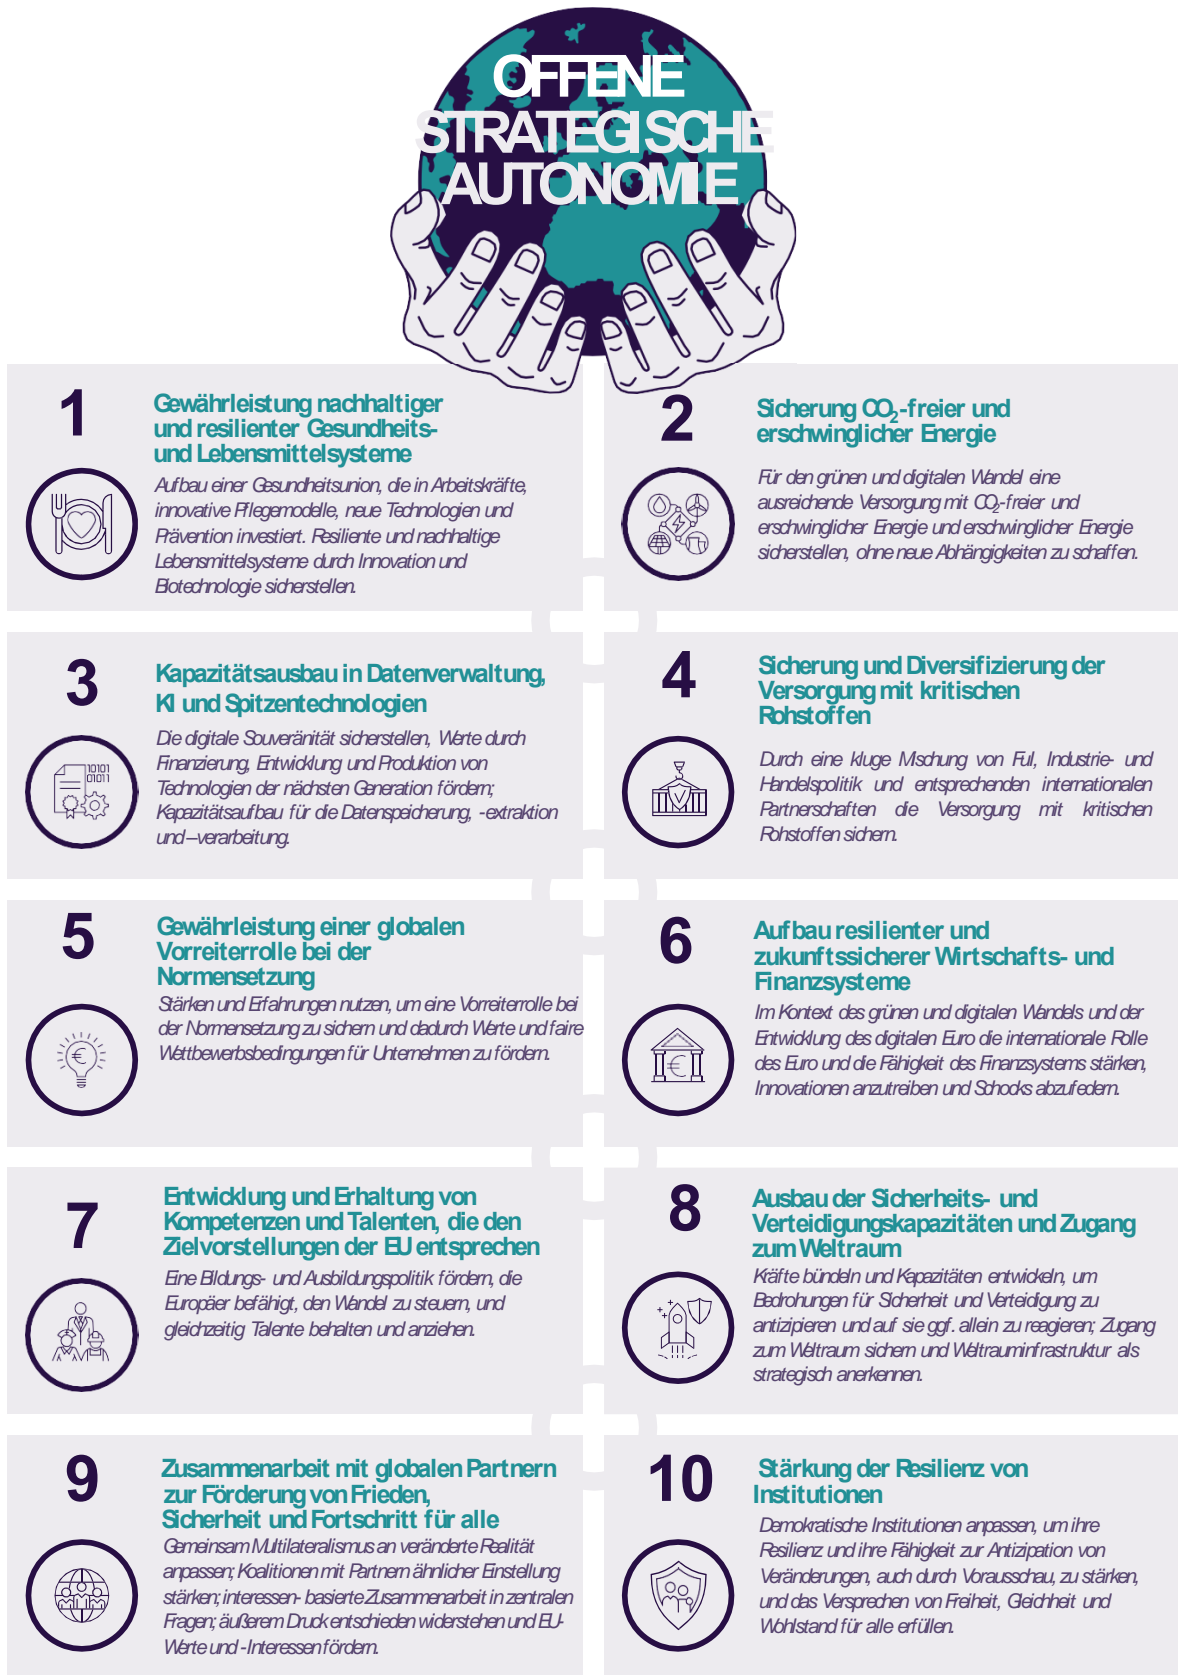 OFFENE
STRATEGISCHE
AUTONOMIE
1
Gewährleistung nachhaltiger
und resilienter Gesundheits-
und Lebensmittelsysteme
Aufbau einer Gesundheitsunion, die in Arbeitskräfte,
innovative Pflegemodelle, neue Technologien und
Prävention investiert. Resiliente und nachhaltige
Lebensmittelsysteme durch Innovation und
Biotechnologie sicherstellen.
2
Sicherung CO₂-freier und
erschwinglicher Energie
Für den grünen und digitalen Wandel eine
ausreichende Versorgung mit CO₂-freier und
erschwinglicher Energie und erschwinglicher Energie
sicherstellen, ohne neue Abhängigkeiten zu schaffen.
3
Kapazitätsausbau in Datenverwaltung,
KI und Spitzentechnologien
Die digitale Souveränität sicherstellen, Werte durch
Finanzierung, Entwicklung und Produktion von
Technologien der nächsten Generation fördern;
Kapazitätsaufbau für die Datenspeicherung, -extraktion
und –verarbeitung.
10101
01011
4
Sicherung und Diversifizierung der
Versorgung mit kritischen
Rohstoffen
Durch eine kluge Mischung von FuI, Industrie- und
Handelspolitik und entsprechenden internationalen
Partnerschaften die Versorgung mit kritischen
Rohstoffen sichern.
5
Gewährleistung einer globalen
Vorreiterrolle bei der
Normensetzung
Stärken und Erfahrungen nutzen, um eine Vorreiterrolle bei
der Normensetzung zu sichern und dadurch Werte und faire
Wettbewerbsbedingungen für Unternehmen zu fördern.
€
6
Aufbau resilienter und
zukunftssicherer Wirtschafts- und
Finanzsysteme
Im Kontext des grünen und digitalen Wandels und der
Entwicklung des digitalen Euro die internationale Rolle
des Euro und die Fähigkeit des Finanzsystems stärken,
Innovationen anzutreiben und Schocks abzufedern.
€
7
Entwicklung und Erhaltung von
Kompetenzen und Talenten, die den
Zielvorstellungen der EU entsprechen
Eine Bildungs- und Ausbildungspolitik fördern, die
Europäer befähigt, den Wandel zu steuern, und
gleichzeitig Talente behalten und anziehen.
8
Ausbau der Sicherheits- und
Verteidigungskapazitäten und Zugang
zum Weltraum
Kräfte bündeln und Kapazitäten entwickeln, um
Bedrohungen für Sicherheit und Verteidigung zu
antizipieren und auf sie ggf. allein zu reagieren; Zugang
zum Weltraum sichern und Weltrauminfrastruktur als
strategisch anerkennen.
9
Zusammenarbeit mit globalen Partnern
zur Förderung von Frieden,
Sicherheit und Fortschritt für alle
Gemeinsam Multilateralismus an veränderte Realität
anpassen; Koalitionen mit Partnern ähnlicher Einstellung
stärken; interessen- basierte Zusammenarbeit in zentralen
Fragen; äußerem Druck entschieden widerstehen und EU-
Werte und -Interessen fördern.
10
Stärkung der Resilienz von
Institutionen
Demokratische Institutionen anpassen, um ihre
Resilienz und ihre Fähigkeit zur Antizipation von
Veränderungen, auch durch Vorausschau, zu stärken,
und das Versprechen von Freiheit, Gleichheit und
Wohlstand für alle erfüllen.